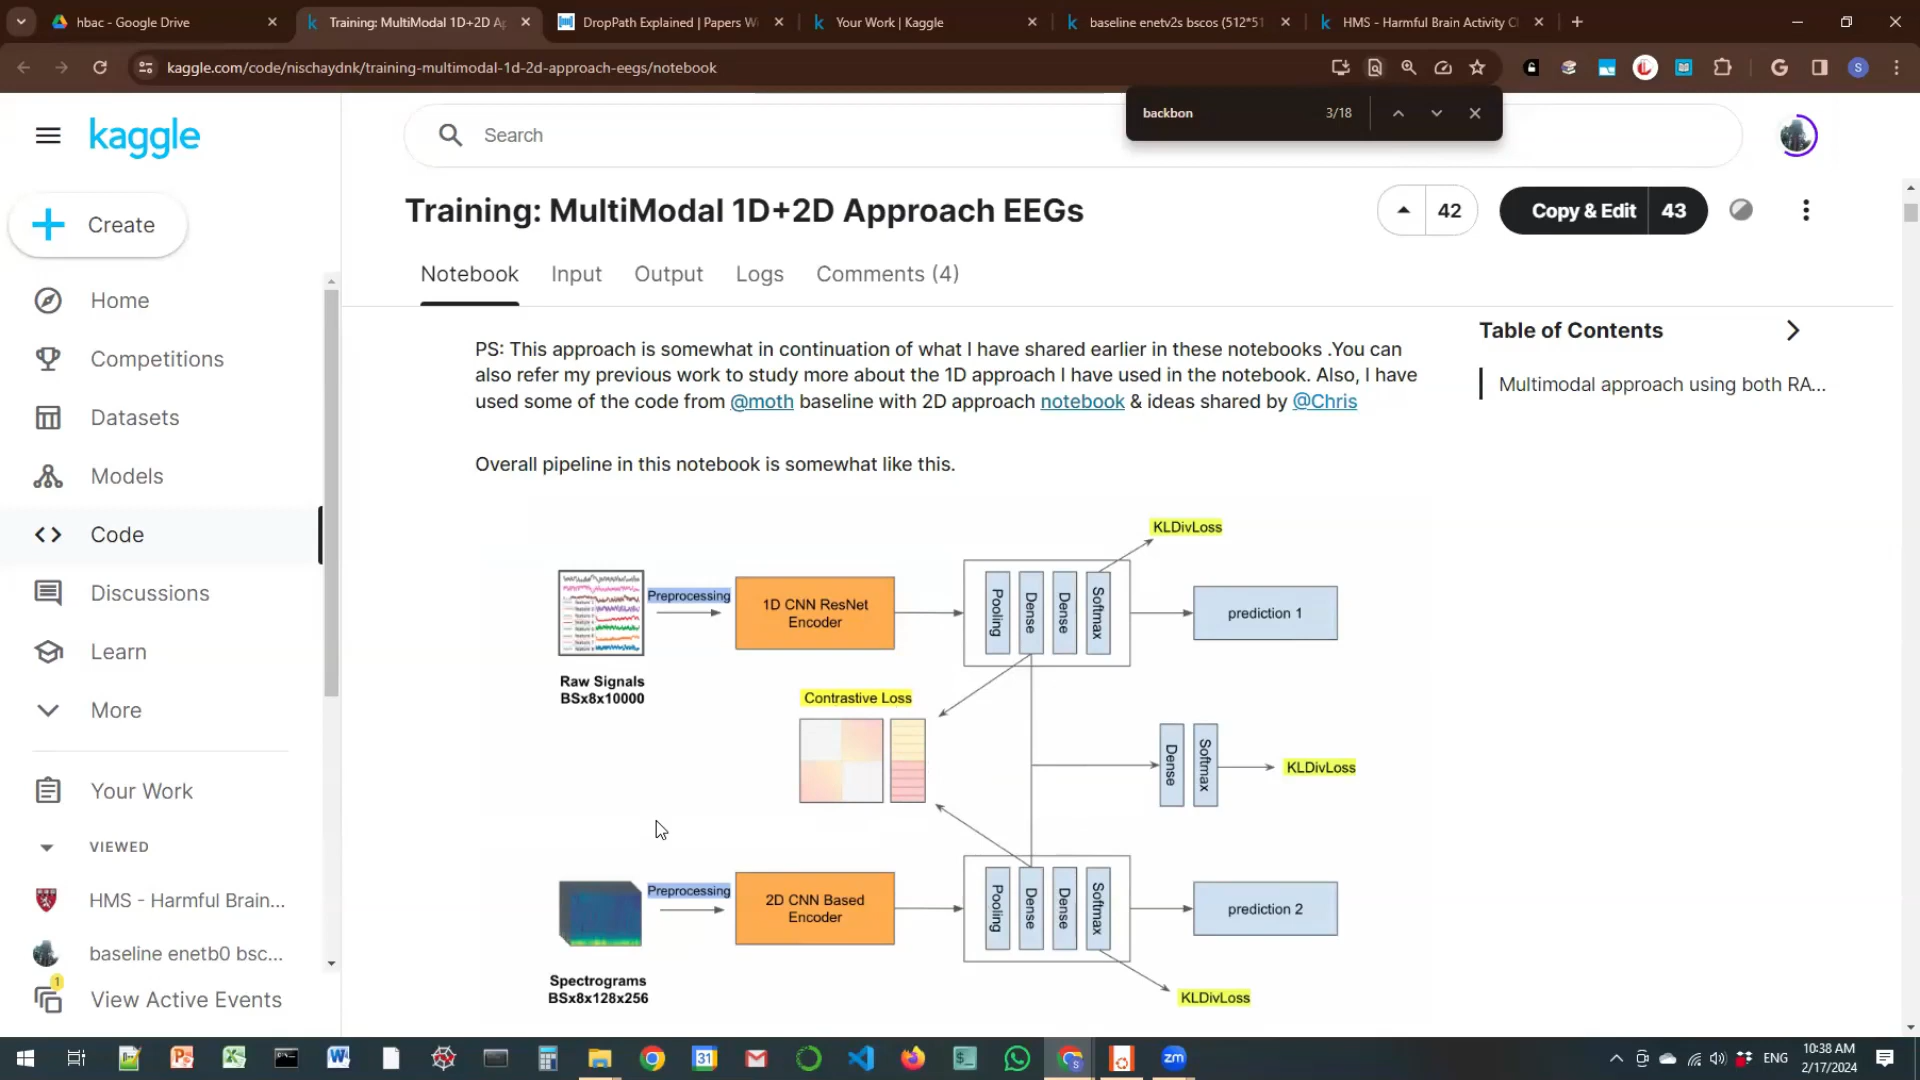 hbac - Google Drive
Training: MultiModal 1D+2D Ap
DropPath Explained | Papers W
Your Work | Kaggle
baseline enetv2s bscos (512*51
HMS - Harmful Brain Activity C
kaggle.com/code/nischaydnk/training-multimodal-1d-2d-approach-eegs/notebook
backbon
3/18
kaggle
Search
Create
Home
Competitions
Datasets
Models
Code
Discussions
Learn
More
Your Work
VIEWED
HMS - Harmful Brain...
baseline enetb0 bsc...
1
View Active Events
Training: MultiModal 1D+2D Approach EEGs
42
Copy & Edit 43
Notebook
Input
Output
Logs
Comments (4)
Table of Contents
Multimodal approach using both RA...
PS: This approach is somewhat in continuation of what I have shared earlier in these notebooks .You can
also refer my previous work to study more about the 1D approach I have used in the notebook. Also, I have
used some of the code from @moth baseline with 2D approach notebook & ideas shared by @Chris
Overall pipeline in this notebook is somewhat like this.
KLDivLoss
Preprocessing
1D CNN ResNet
Encoder
Pooling
Dense
Dense
Softmax
prediction 1
Raw Signals
BSx8x10000
Contrastive Loss
Dense
Softmax
KLDivLoss
Preprocessing
2D CNN Based
Encoder
Pooling
Dense
Dense
Softmax
prediction 2
Spectrograms
BSx8x128x256
KLDivLoss
31
zm
ENG
10:38 AM
2/17/2024